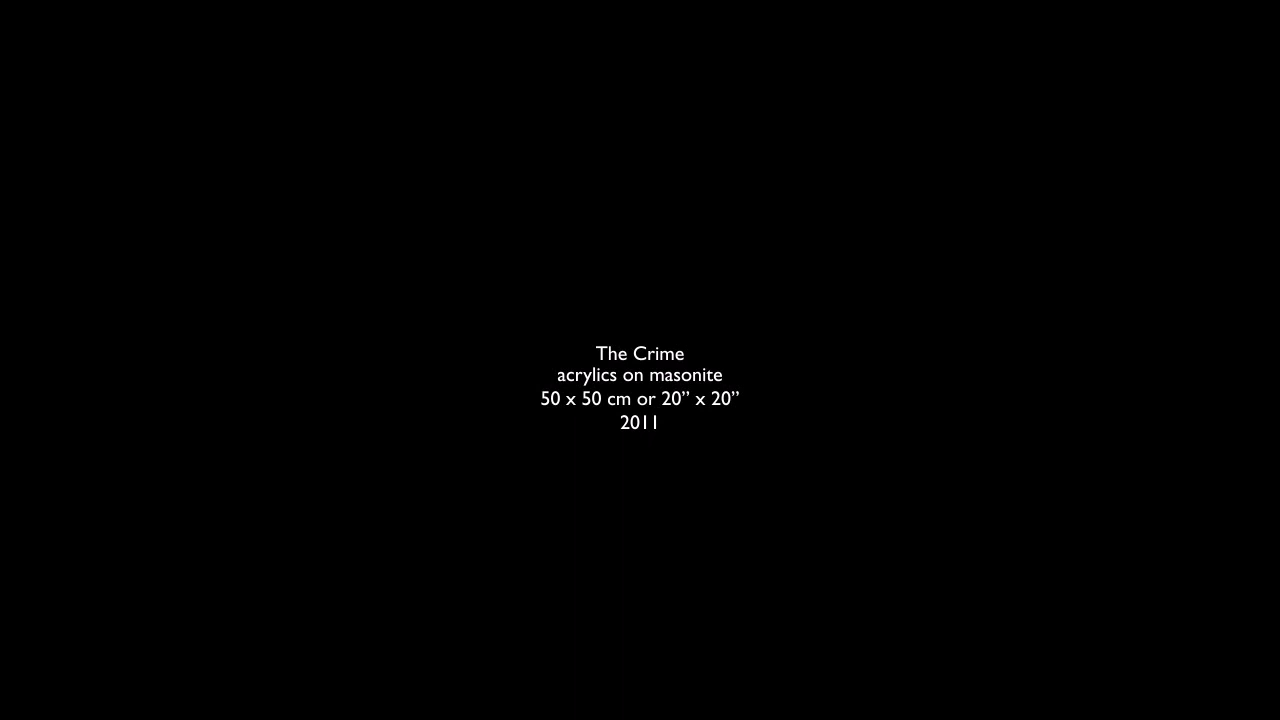 The Crime
acrylics on masonite
50 x 50 cm or 20” x 20”
2011